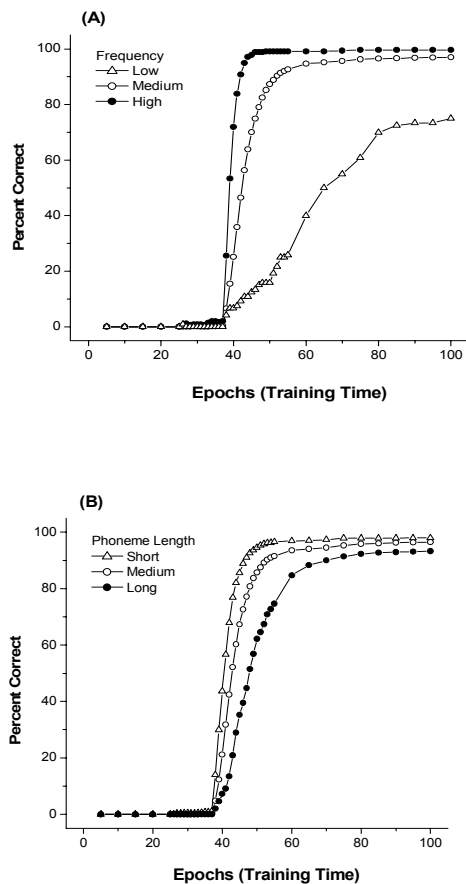 (A)
100
80
60
40
20
0
Frequency
Low
Medium
High
Percent Correct
0 20 40 60 80 100
Epochs (Training Time)
(B)
100
80
60
40
20
0
Phoneme Length
Short
Medium
Long
Percent Correct
0 20 40 60 80 100
Epochs (Training Time)